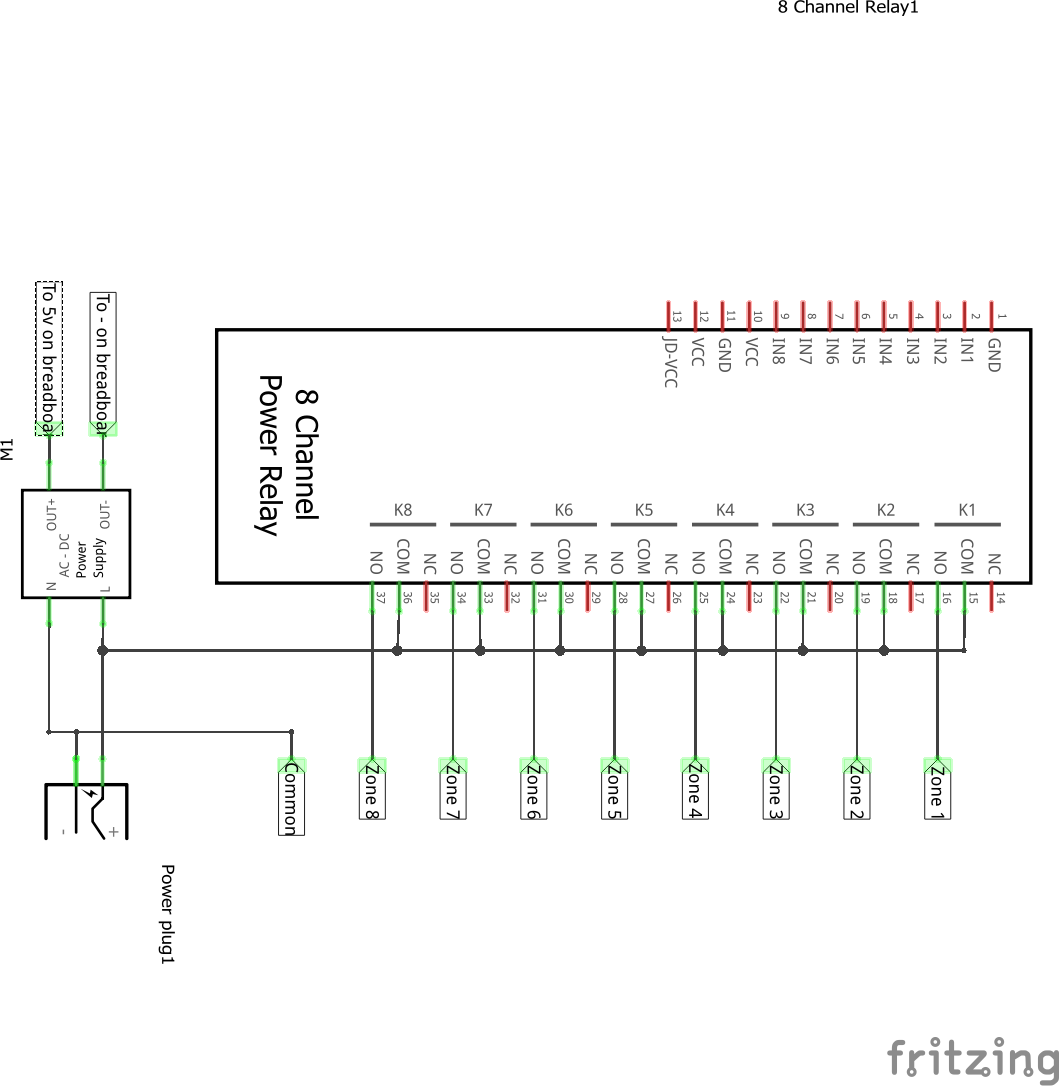 8 Channel Relay1
To 5v on breadboar
To - on breadboar
M1
OUT+
OUT-
AC - DC
Power
Supply
N
L
8 Channel
Power Relay
13 12 11 10 9 8 7 6 5 4 3 2 1
JD-VCC VCC GND VCC IN8 IN7 IN6 IN5 IN4 IN3 IN2 IN1 GND
K8 K7 K6 K5 K4 K3 K2 K1
NO COM NC NO COM NC NO COM NC NO COM NC NO COM NC NO COM NC NO COM NC NO COM NC
37 36 35 34 33 32 31 30 29 28 27 26 25 24 23 22 21 20 19 18 17 16 15 14
Common
Zone 8
Zone 7
Zone 6
Zone 5
Zone 4
Zone 3
Zone 2
Zone 1
- +
Power plug1
fritzing